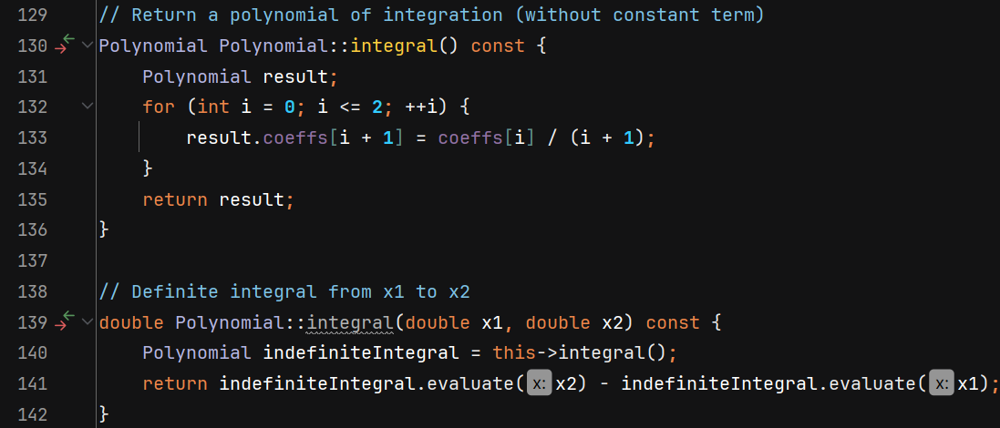 129 // Return a polynomial of integration (without constant term)
130 Polynomial Polynomial::integral() const {
131     Polynomial result;
132     for (int i = 0; i <= 2; ++i) {
133         result.coeffs[i + 1] = coeffs[i] / (i + 1);
134     }
135     return result;
136 }
137
138 // Definite integral from x1 to x2
139 double Polynomial::integral(double x1, double x2) const {
140     Polynomial indefiniteIntegral = this->integral();
141     return indefiniteIntegral.evaluate(x: x2) - indefiniteIntegral.evaluate(x: x1);
142 }